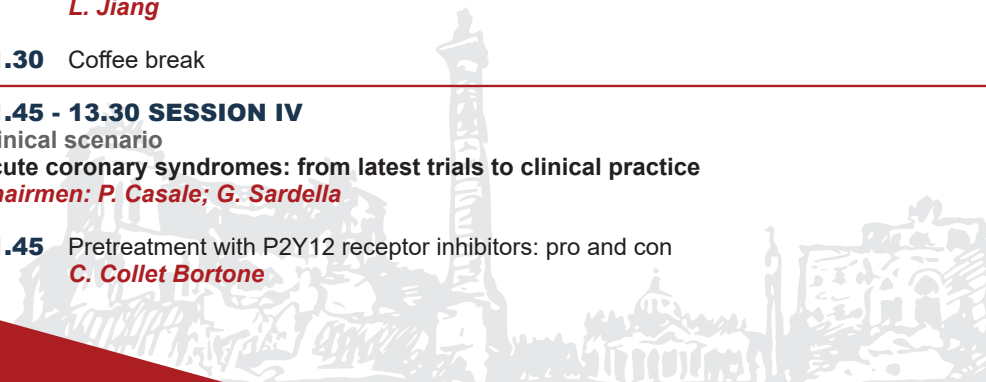 L. Jiang
.30 Coffee break
.45 - 13.30 SESSION IV
inical scenario
cute coronary syndromes: from latest trials to clinical practice
airmen: P. Casale; G. Sardella
.45 Pretreatment with P2Y12 receptor inhibitors: pro and con
C. Collet Bortone